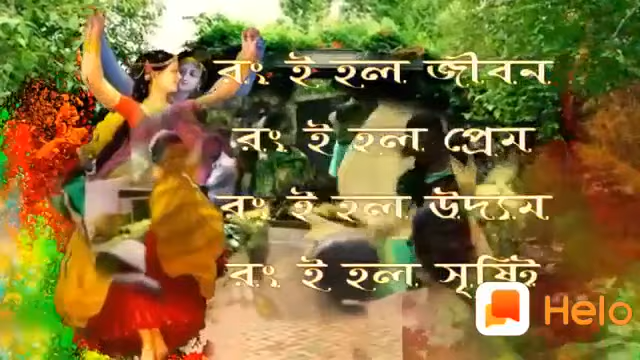 রং ই হল জীবন
রং ই হল প্রেম
রং ই হল উদ্যম
রং ই হল সৃষ্টি
Helo